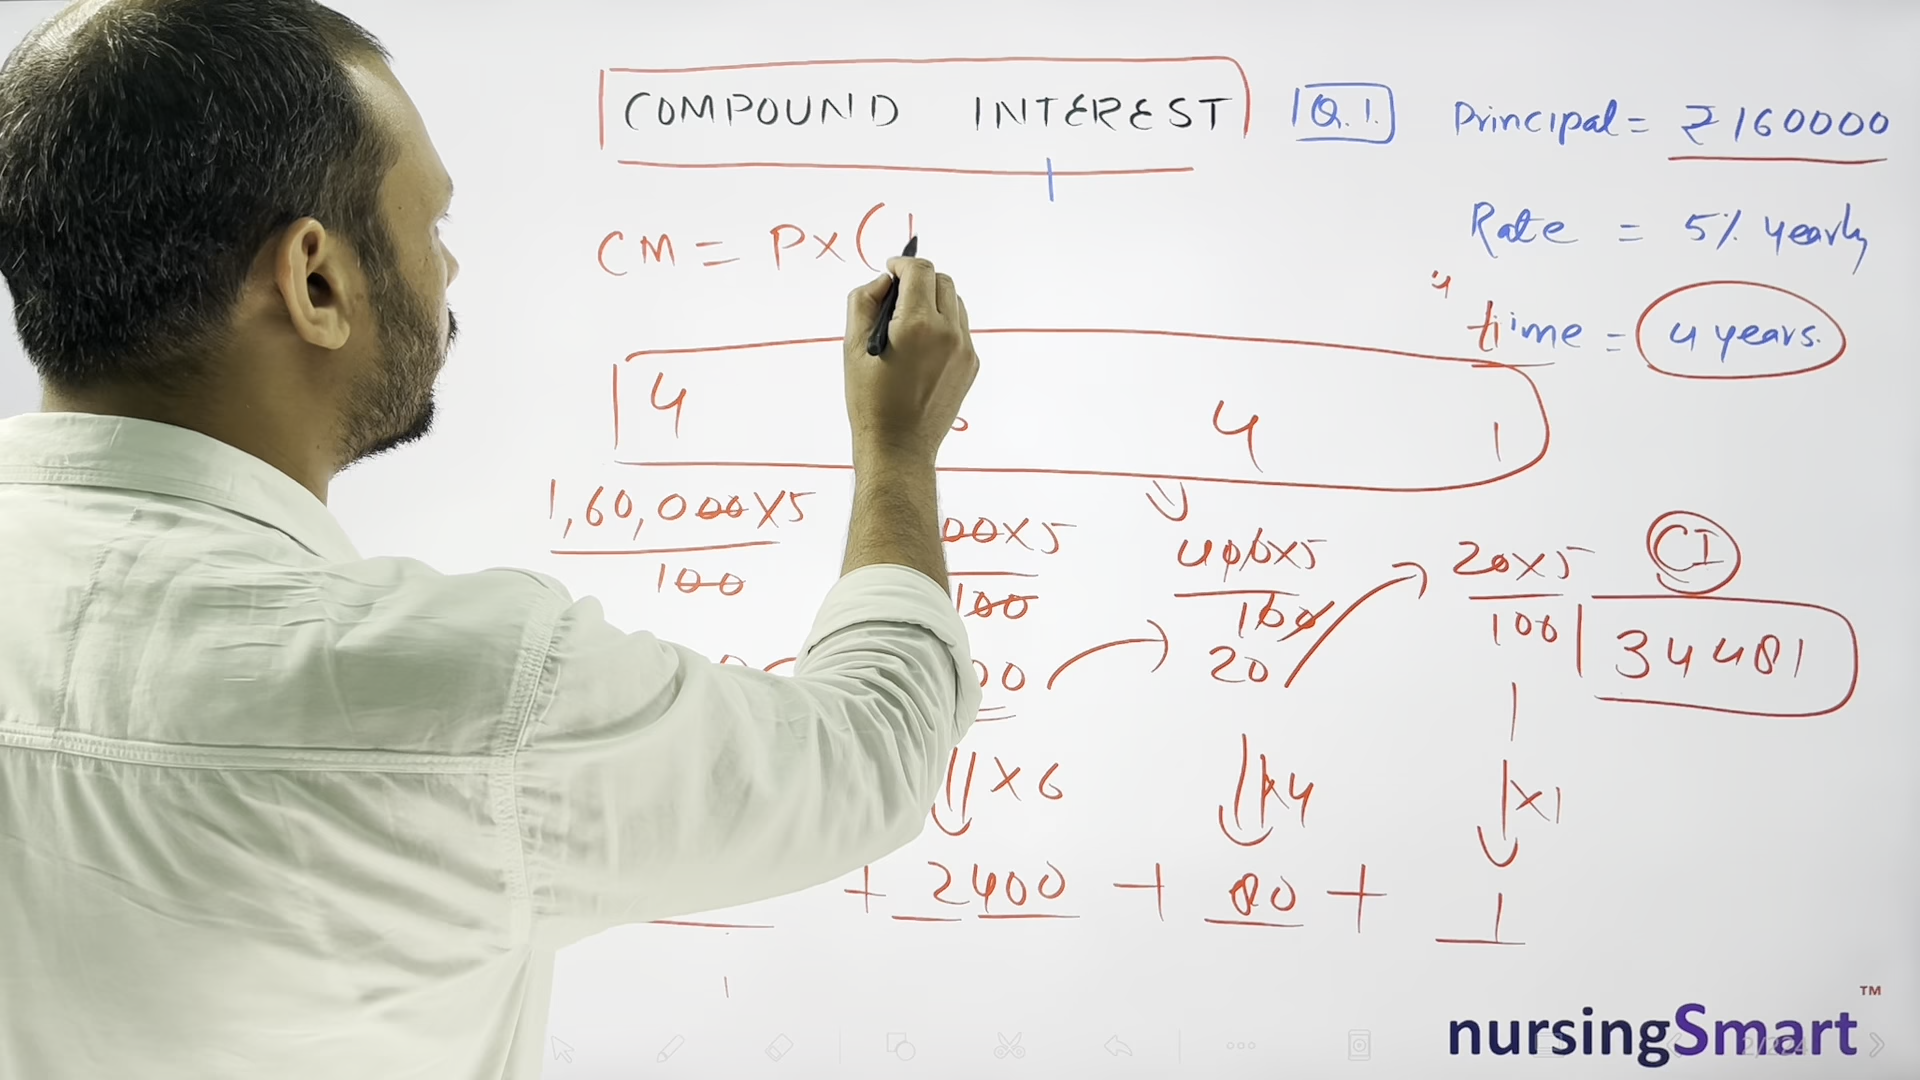 COMPOUND INTEREST
Q.1.
Principal = ₹160000
Rate = 5% yearly
time = 4 years.
CM = P×(1
4 4 1
1,60,000×5
100
00×5
100
400×5
100
20
20×5
100
CI
34481
1
×6
×4
×1
+ 2400 + 80 + 1
nursingSmart™